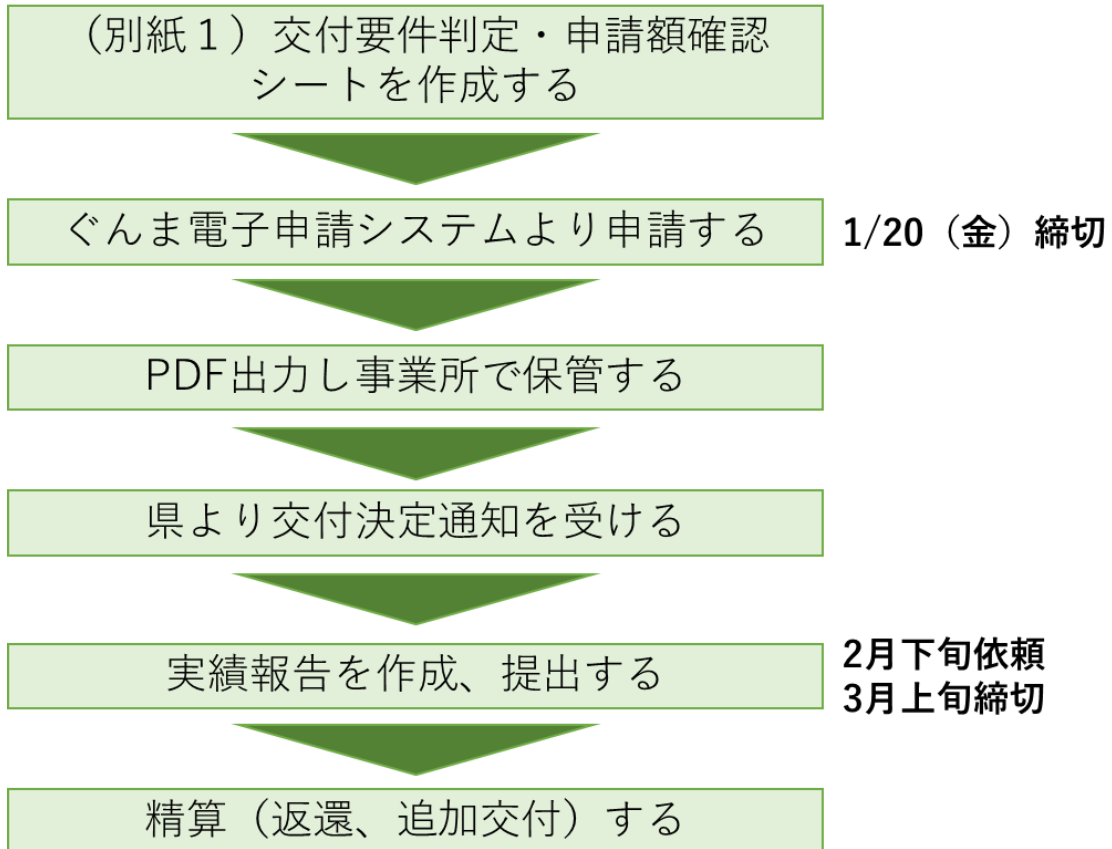 （別紙１）交付要件判定・申請額確認
シートを作成する
ぐんま電子申請システムより申請する
1/20（金）締切
PDF出力し事業所で保管する
県より交付決定通知を受ける
実績報告を作成、提出する
2月下旬依頼
3月上旬締切
精算（返還、追加交付）する